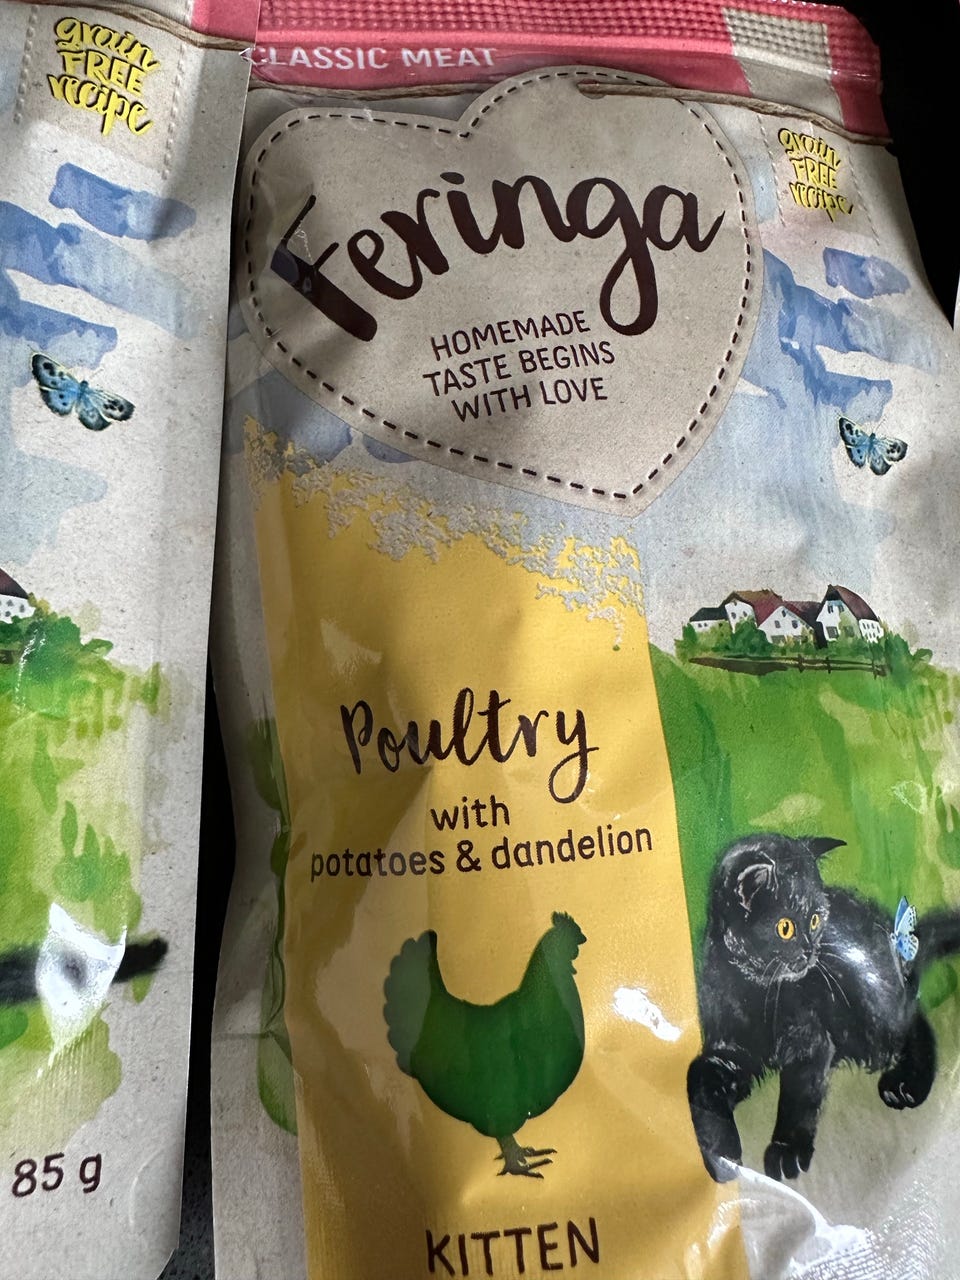 grain
FREE
recipe
85 g
CLASSIC MEAT
grain
FREE
recipe
Feringa
HOMEMADE
TASTE BEGINS
WITH LOVE
Poultry
with
potatoes & dandelion
KITTEN